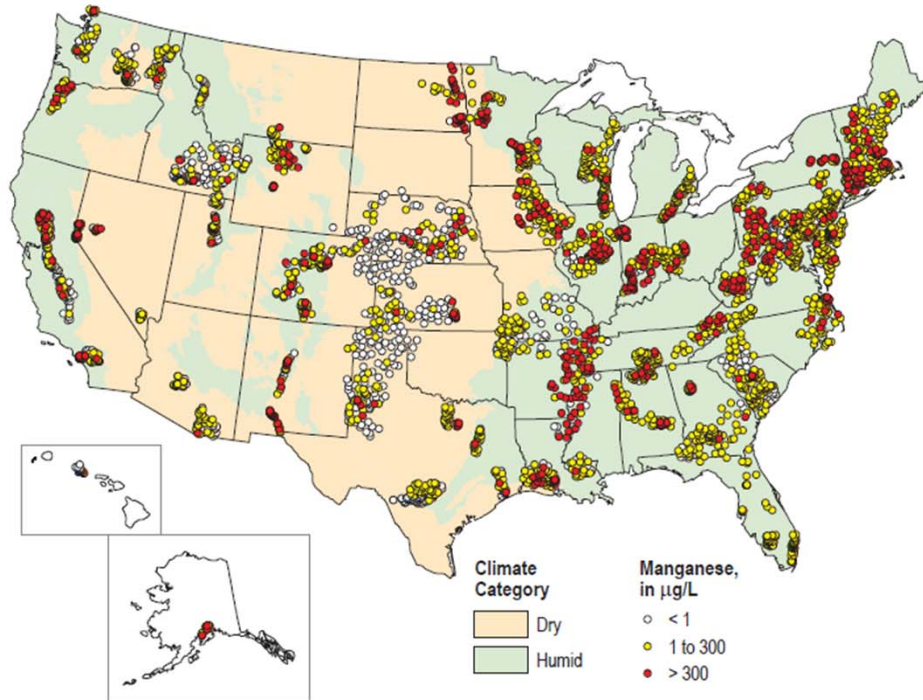 Climate
Category
Dry
Humid
Manganese,
in µg/L
< 1
1 to 300
> 300